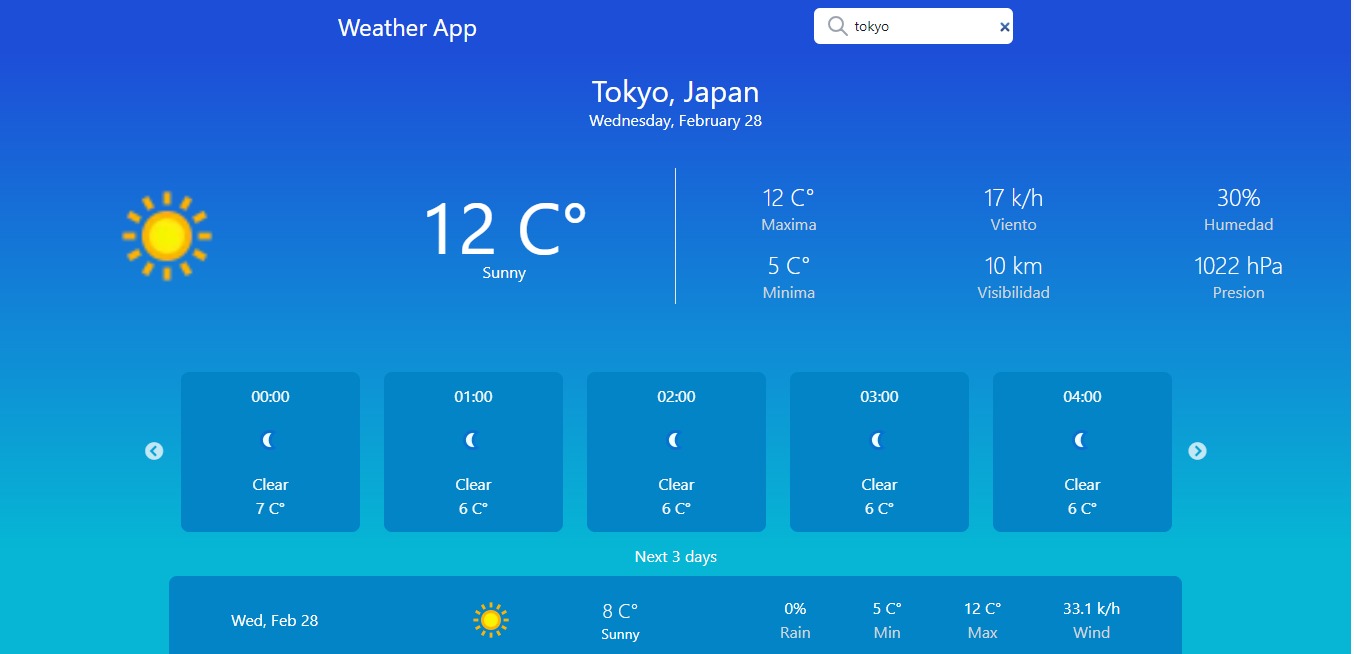 Weather App
tokyo
Tokyo, Japan
Wednesday, February 28
12 C°
Sunny
12 C° 17 k/h 30%
Maxima Viento Humedad
5 C° 10 km 1022 hPa
Minima Visibilidad Presion
00:00 01:00 02:00 03:00 04:00
Clear Clear Clear Clear Clear
7 C° 6 C° 6 C° 6 C° 6 C°
Next 3 days
Wed, Feb 28
8 C°
Sunny
0% 5 C° 12 C° 33.1 k/h
Rain Min Max Wind